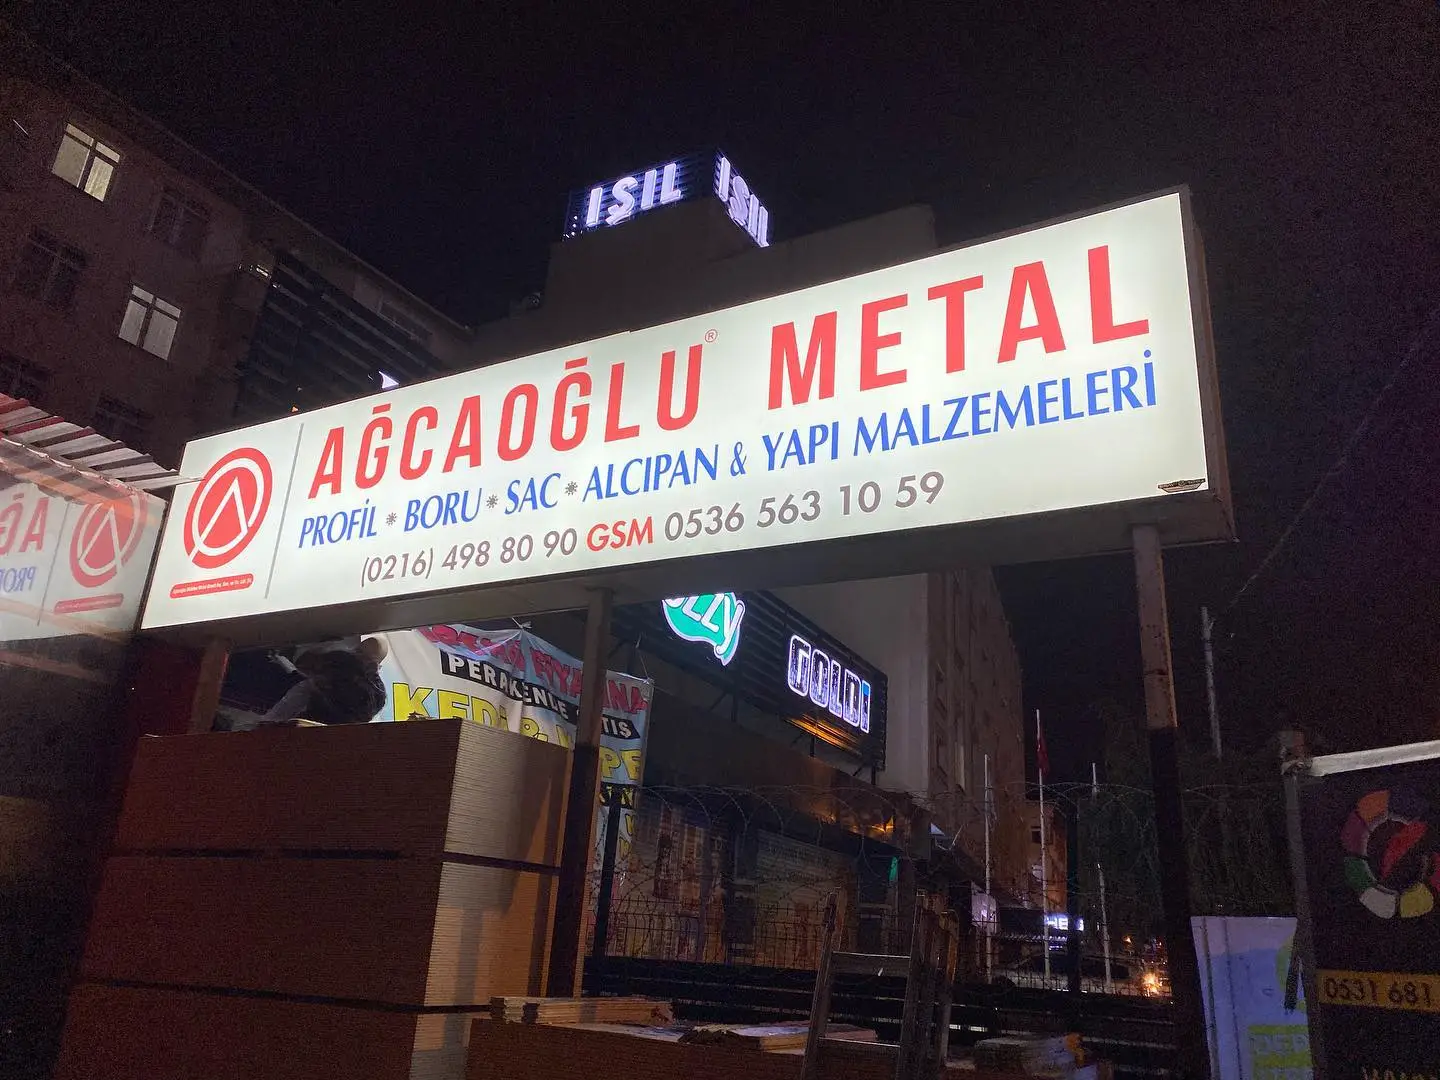 IŞIL
IŞIL
AĞCAOĞLU® METAL
PROFİL * BORU * SAC * ALCIPAN & YAPI MALZEMELERİ
(0216) 498 80 90 GSM 0536 563 10 59
GOLDİ
PERAKENDE SATIŞ
0531 681